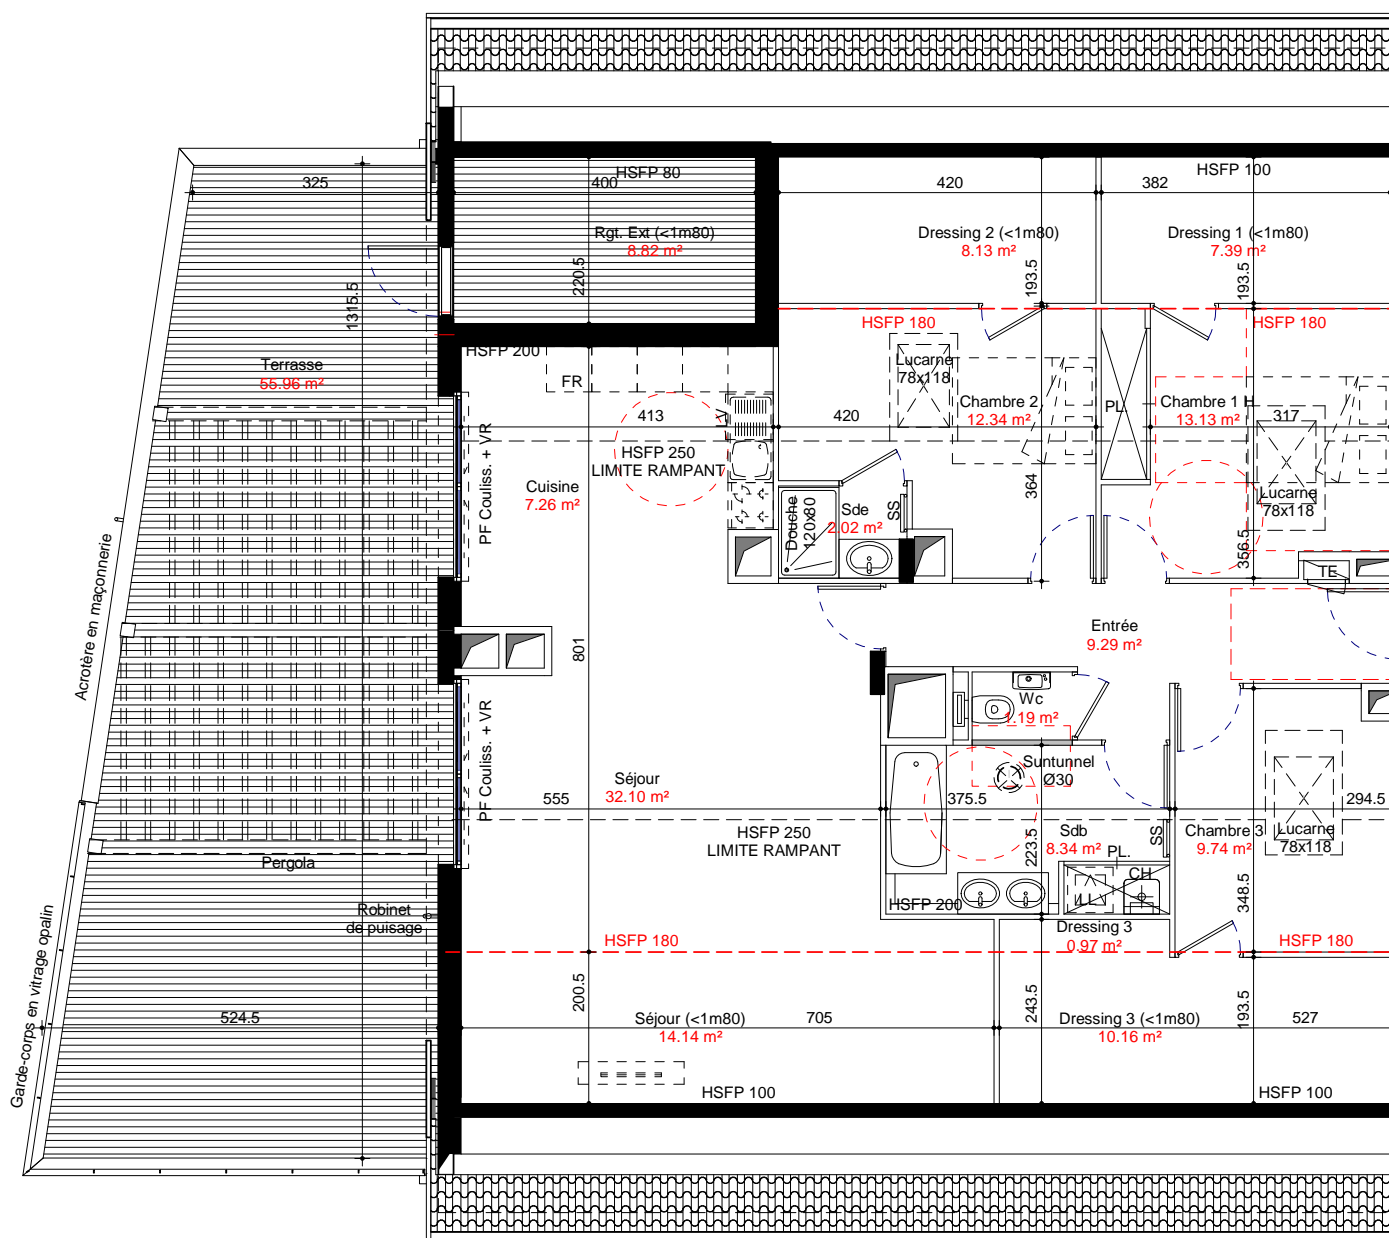 HSFP 80
HSFP 100
325
400
420
382
Rgt. Ext (<1m80)
8.82 m²
Dressing 2 (<1m80)
8.13 m²
Dressing 1 (<1m80)
7.39 m²
220.5
193.5
193.5
1315.5
HSFP 180
HSFP 180
HSFP 200
Terrasse
55.96 m²
FR
Lucarne
78x118
Chambre 2
12.34 m²
PL.
Chambre 1 H
13.13 m²
413
LV
420
317
PF Couliss. + VR
HSFP 250
LIMITE RAMPANT
Cuisine
7.26 m²
364
Douche
120x80
Sde
2.02 m²
SS
Lucarne
78x118
356.5
TE
Acrotère en maçonnerie
801
Entrée
9.29 m²
Wc
1.19 m²
PF Couliss. + VR
Séjour
32.10 m²
Suntunnel
Ø30
555
375.5
294.5
HSFP 250
LIMITE RAMPANT
223.5
Sdb
8.34 m²
SS
Chambre 3
9.74 m²
Lucarne
78x118
PL.
CH
LL
Pergola
Robinet
de puisage
HSFP 200
348.5
Dressing 3
0.97 m²
HSFP 180
HSFP 180
Garde-corps en vitrage opalin
200.5
243.5
193.5
524.5
Séjour (<1m80)
14.14 m²
705
Dressing 3 (<1m80)
10.16 m²
527
HSFP 100
HSFP 100